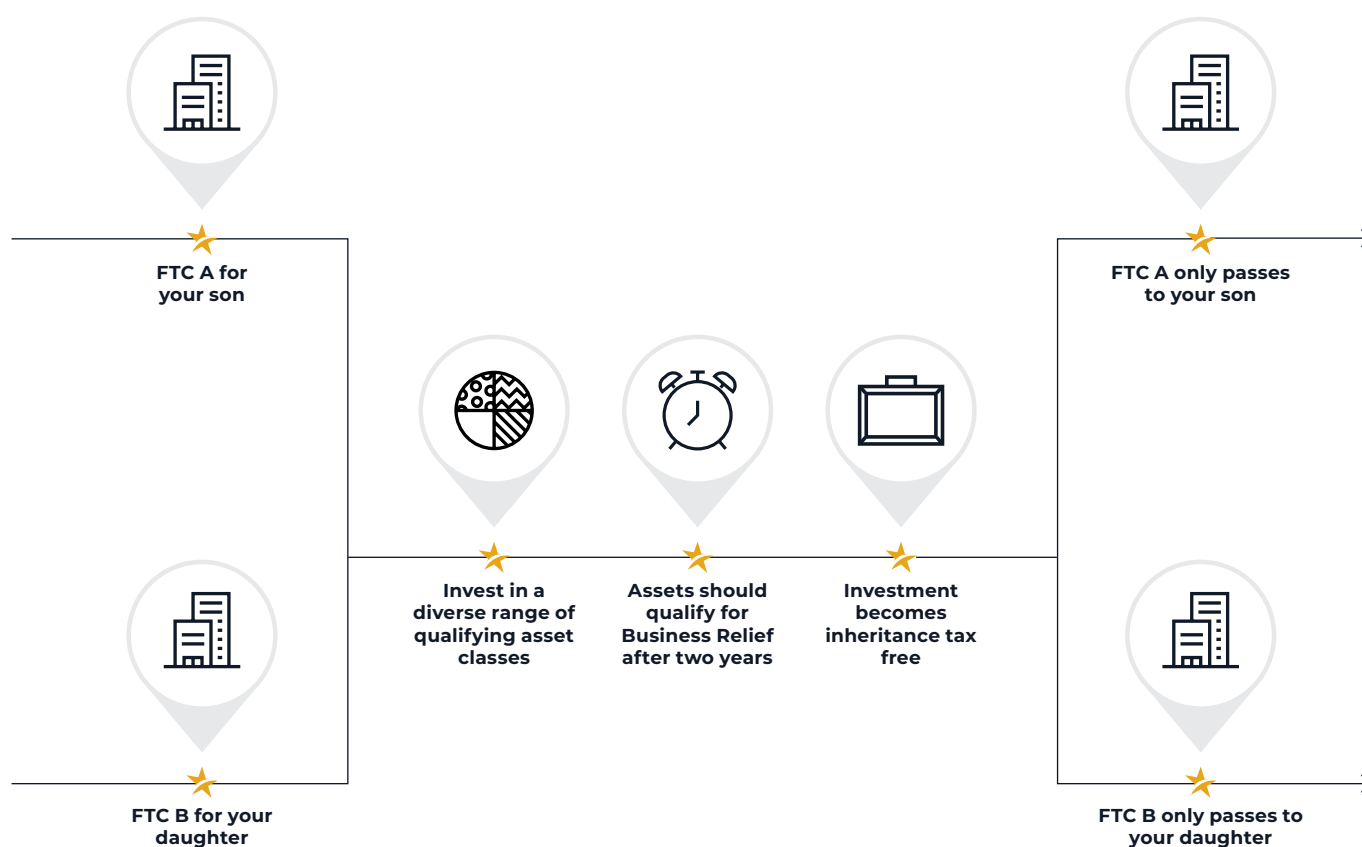 FTC A for
your son
FTC A only passes
to your son
Invest in a
diverse range of
qualifying asset
classes
Assets should
qualify for
Business Relief
after two years
Investment
becomes
inheritance tax
free
FTC B for your
daughter
FTC B only passes to
your daughter